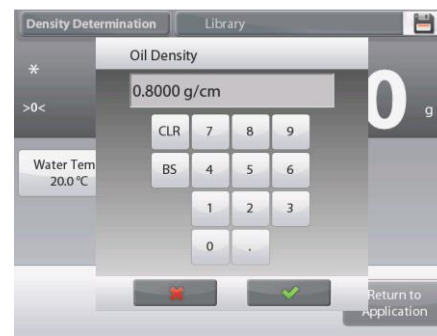 Density Determination
Library
Oil Density
*
>0<
0.8000 g/cm
0
g
CLR 7 8 9
Water Tem
20.0 °C
BS 4 5 6
1 2 3
0 .
Return to
Application